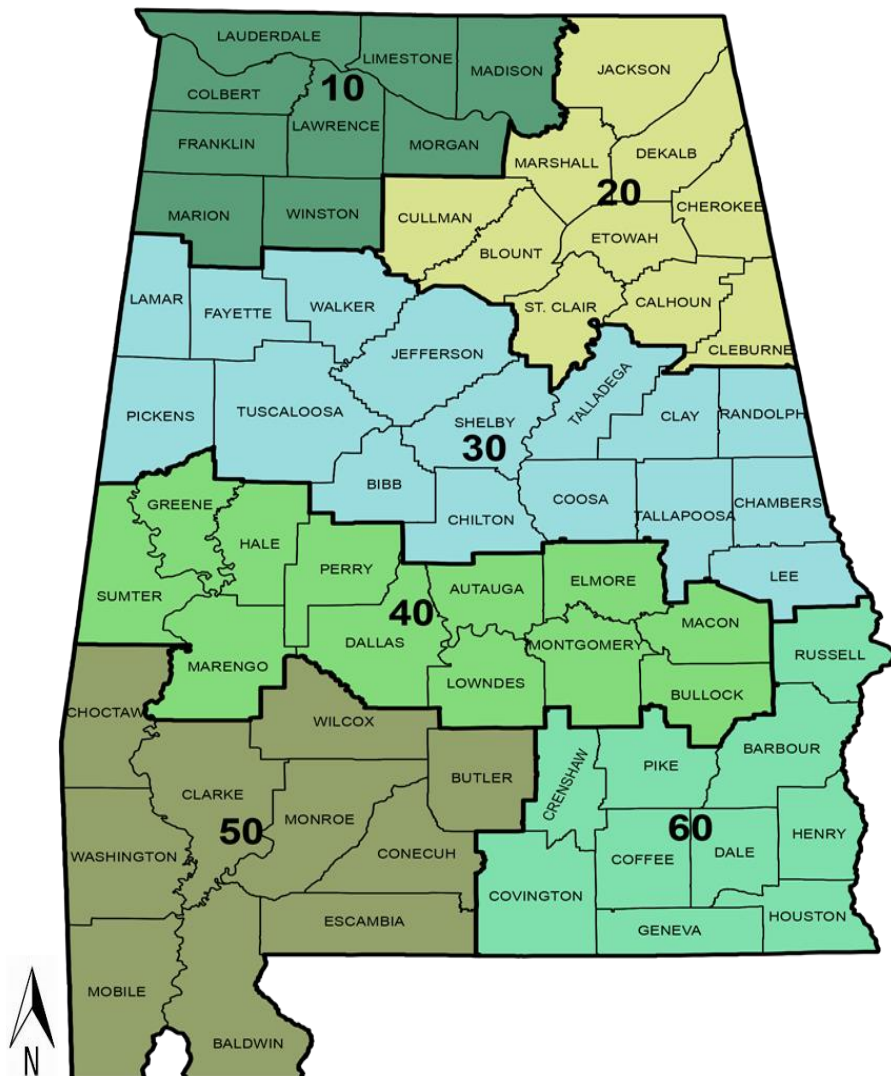 LAUDERDALE
LIMESTONE
MADISON
JACKSON
COLBERT
10
LAWRENCE
FRANKLIN
MORGAN
MARSHALL
DEKALB
20
CHEROKEE
MARION
WINSTON
CULLMAN
BLOUNT
ETOWAH
LAMAR
FAYETTE
WALKER
ST. CLAIR
CALHOUN
JEFFERSON
CLEBURNE
PICKENS
TUSCALOOSA
SHELBY
TALLADEGA
CLAY
RANDOLPH
30
BIBB
CHILTON
COOSA
TALLAPOOSA
CHAMBERS
GREENE
HALE
PERRY
AUTAUGA
ELMORE
LEE
SUMTER
40
MACON
MARENGO
DALLAS
LOWNDES
MONTGOMERY
BULLOCK
RUSSELL
CHOCTAW
WILCOX
BUTLER
CRENSHAW
PIKE
BARBOUR
CLARKE
MONROE
50
60
WASHINGTON
CONECUH
COFFEE
DALE
HENRY
COVINGTON
ESCAMBIA
GENEVA
HOUSTON
MOBILE
BALDWIN
N